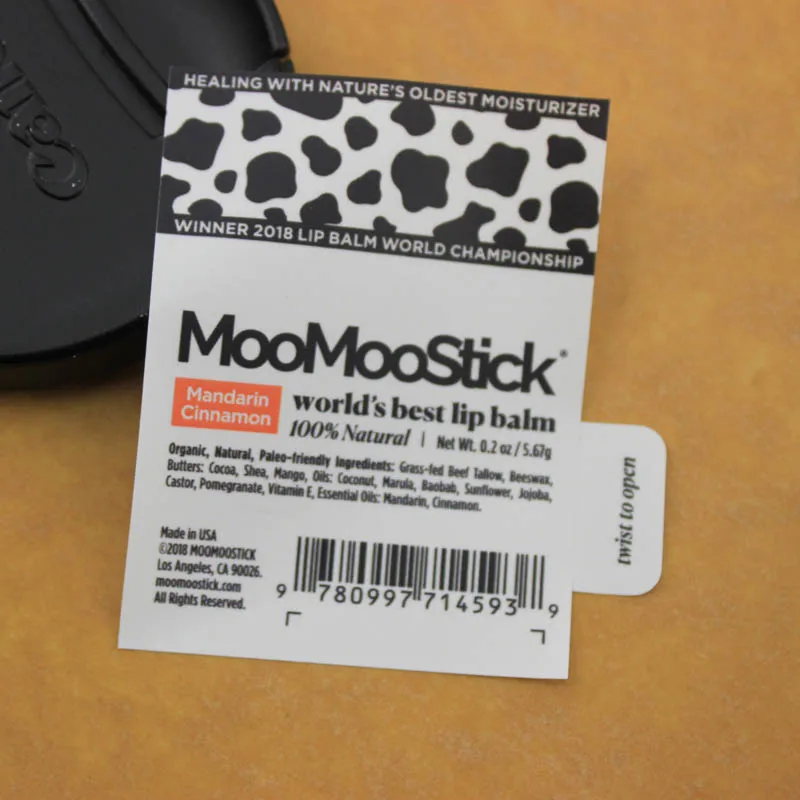 HEALING WITH NATURE'S OLDEST MOISTURIZER
WINNER 2018 LIP BALM WORLD CHAMPIONSHIP
MooMooStick®
Mandarin
Cinnamon
world's best lip balm
100% Natural | Net Wt. 0.2 oz / 5.67g
Organic, Natural, Paleo-friendly Ingredients: Grass-fed Beef Tallow, Beeswax,
Butters: Cocoa, Shea, Mango, Oils: Coconut, Marula, Baobab, Sunflower, Jojoba,
Castor, Pomegranate, Vitamin E, Essential Oils: Mandarin, Cinnamon.
Made in USA
©2018 MOOMOOSTICK
Los Angeles, CA 90026.
moomoostick.com
All Rights Reserved.
9 780997 714593 9
twist to open